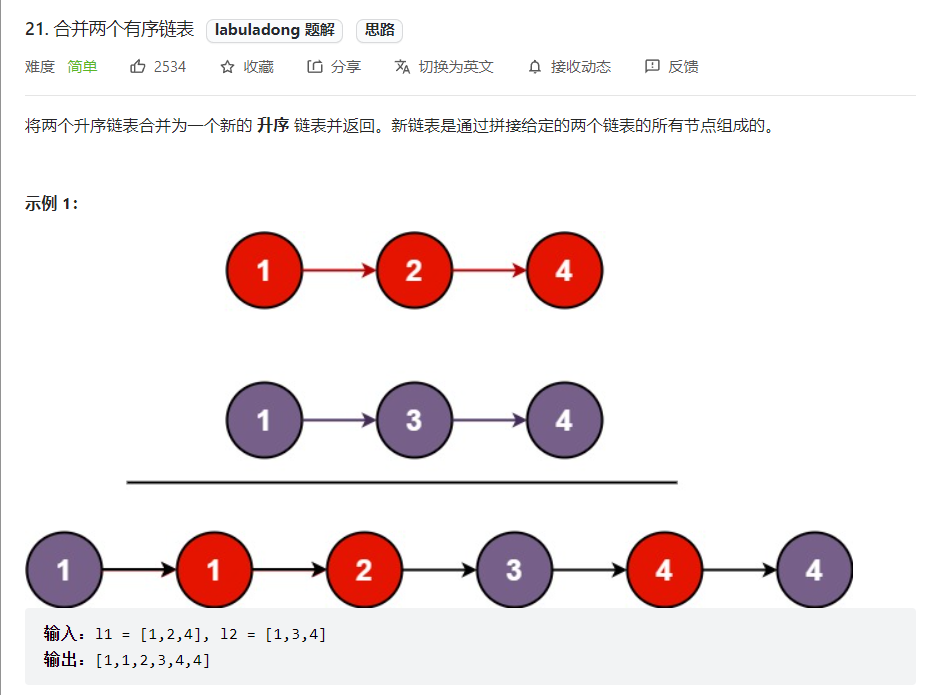 21. 合并两个有序链表 labuladong 题解 思路
难度 简单 2534 收藏 分享 切换为英文 接收动态 反馈
将两个升序链表合并为一个新的 升序 链表并返回。新链表是通过拼接给定的两个链表的所有节点组成的。
示例 1：
1 2 4
1 3 4
1 1 2 3 4 4
输入：l1 = [1,2,4], l2 = [1,3,4]
输出：[1,1,2,3,4,4]